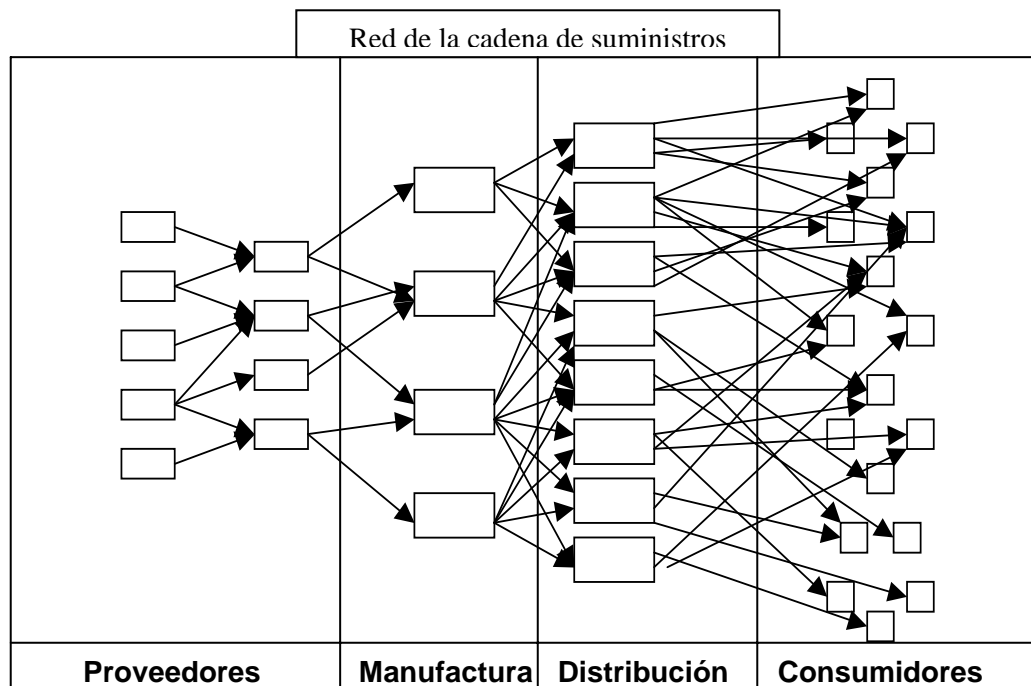 Red de la cadena de suministros
Proveedores
Manufactura
Distribución
Consumidores